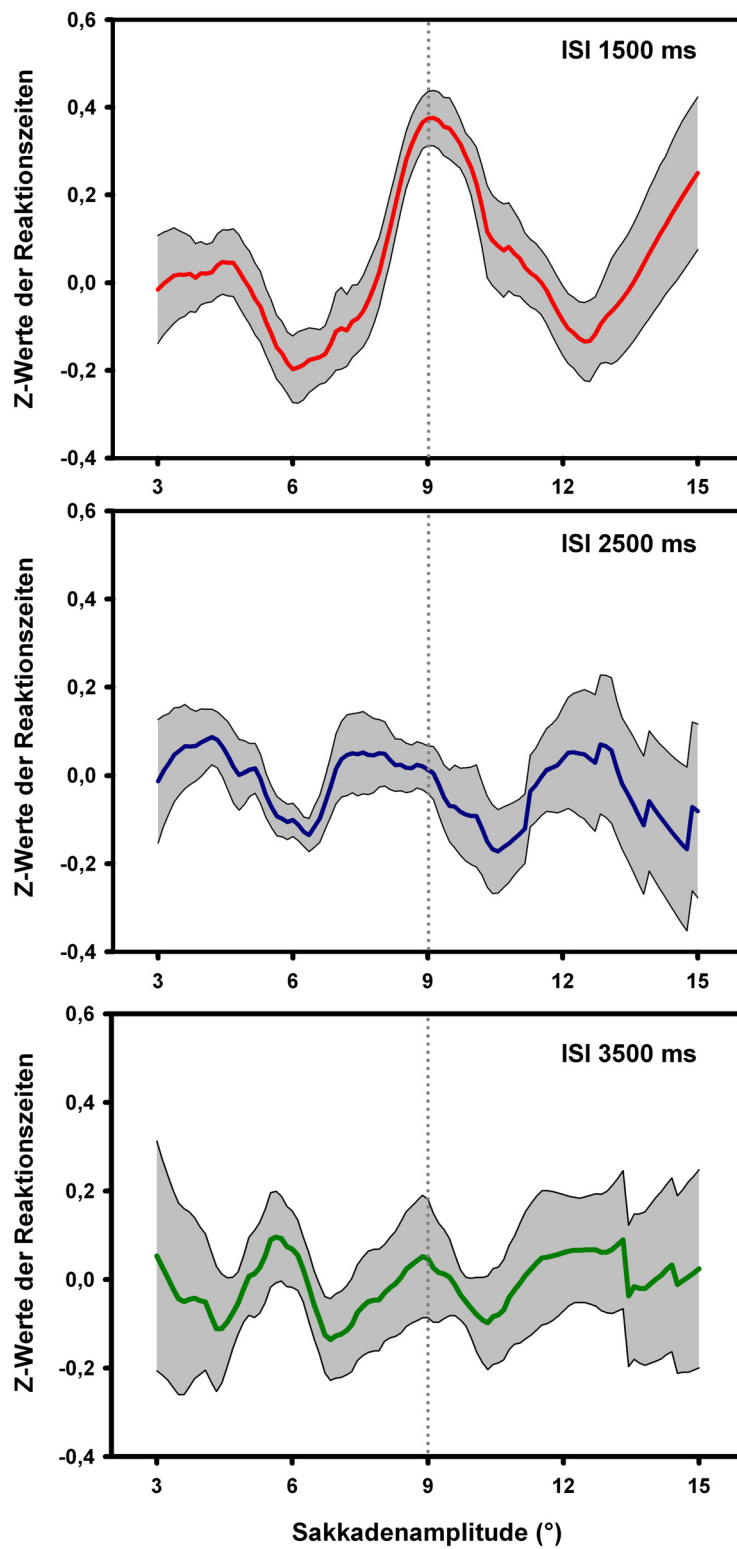 0,6
ISI 1500 ms
0,4
0,2
0,0
-0,2
-0,4
Z-Werte der Reaktionszeiten
3 6 9 12 15
0,6
ISI 2500 ms
0,4
0,2
0,0
-0,2
-0,4
Z-Werte der Reaktionszeiten
3 6 9 12 15
0,6
ISI 3500 ms
0,4
0,2
0,0
-0,2
-0,4
Z-Werte der Reaktionszeiten
3 6 9 12 15
Sakkadenamplitude (°)